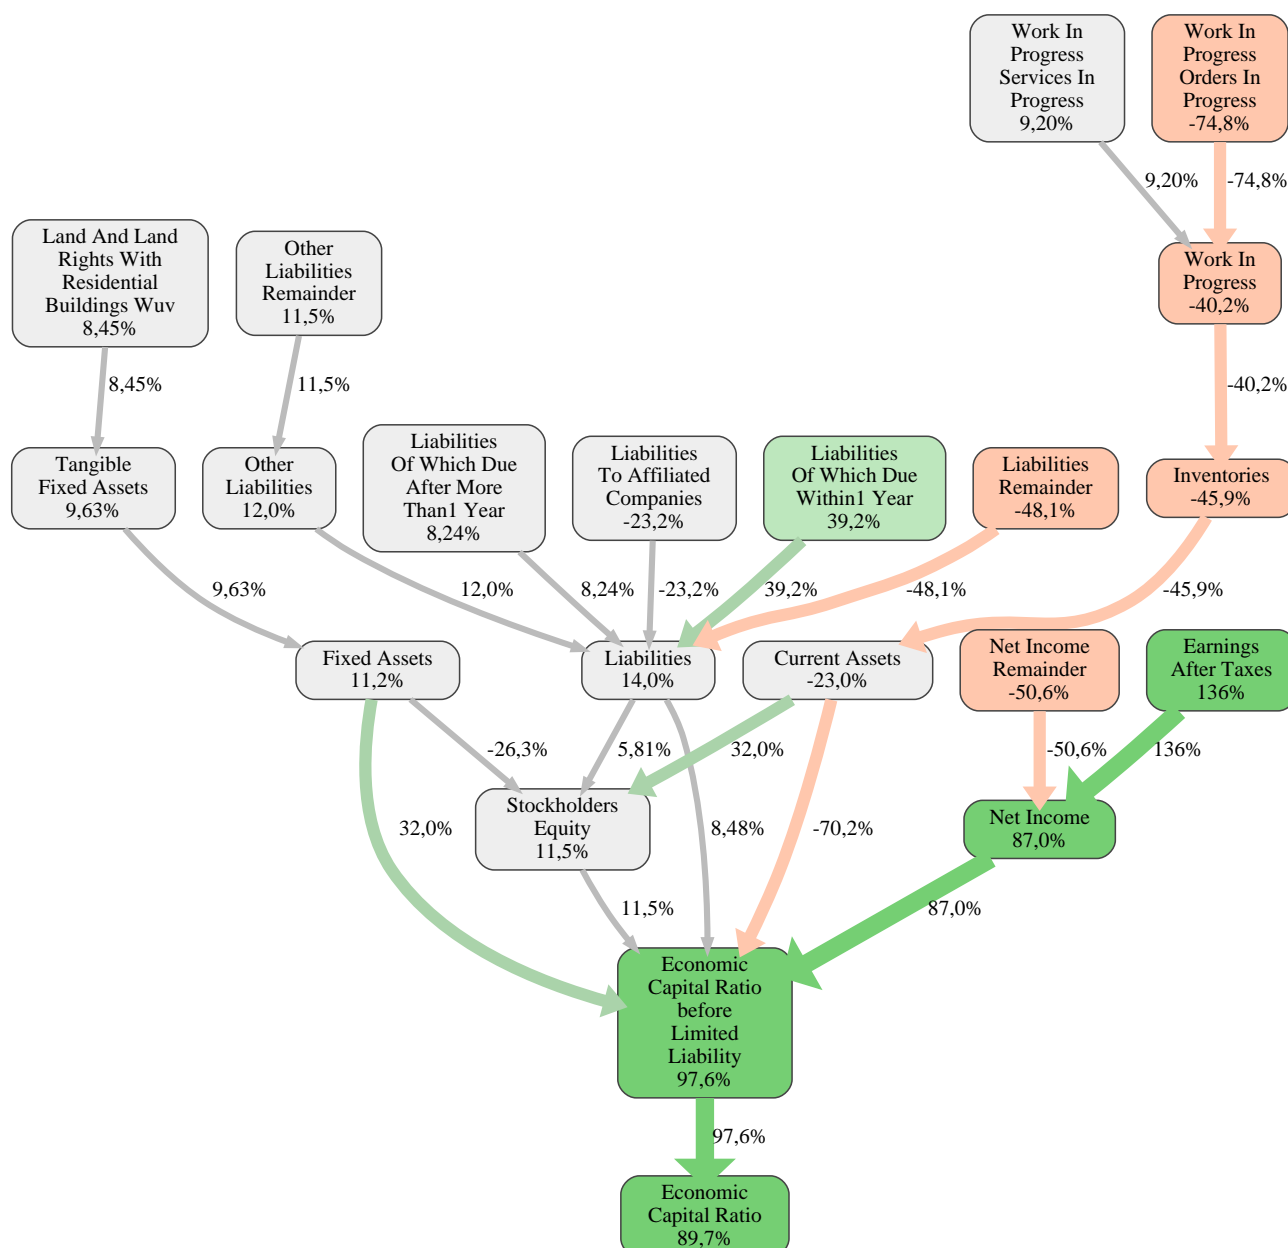 Work In
Progress
Services In
Progress
9,20%
Work In
Progress
Orders In
Progress
-74,8%
9,20%
-74,8%
Land And Land
Rights With
Residential
Buildings Wuv
8,45%
Other
Liabilities
Remainder
11,5%
Work In
Progress
-40,2%
8,45%
11,5%
-40,2%
Tangible
Fixed Assets
9,63%
Other
Liabilities
12,0%
Liabilities
Of Which Due
After More
Than1 Year
8,24%
Liabilities
To Affiliated
Companies
-23,2%
Liabilities
Of Which Due
Within1 Year
39,2%
Liabilities
Remainder
-48,1%
Inventories
-45,9%
9,63%
12,0%
8,24%
-23,2%
39,2%
-48,1%
-45,9%
Fixed Assets
11,2%
Liabilities
14,0%
Current Assets
-23,0%
Net Income
Remainder
-50,6%
Earnings
After Taxes
136%
-26,3%
5,81%
32,0%
-50,6%
136%
32,0%
Stockholders
Equity
11,5%
8,48%
-70,2%
Net Income
87,0%
11,5%
87,0%
Economic
Capital Ratio
before
Limited
Liability
97,6%
97,6%
Economic
Capital Ratio
89,7%